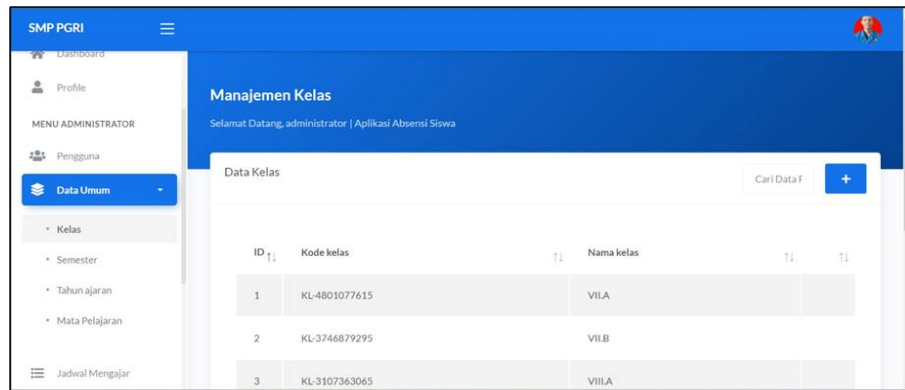 SMP PGRI
Dashboard
Profile
MENU ADMINISTRATOR
Pengguna
Data Umum
Kelas
Semester
Tahun ajaran
Mata Pelajaran
Jadwal Mengajar
Manajemen Kelas
Selamat Datang, administrator | Aplikasi Absensi Siswa
Data Kelas
Cari Data
ID Kode kelas Nama kelas
1 KL-4801077615 VII.A
2 KL-3746879295 VII.B
3 KL-3107363065 VIII.A